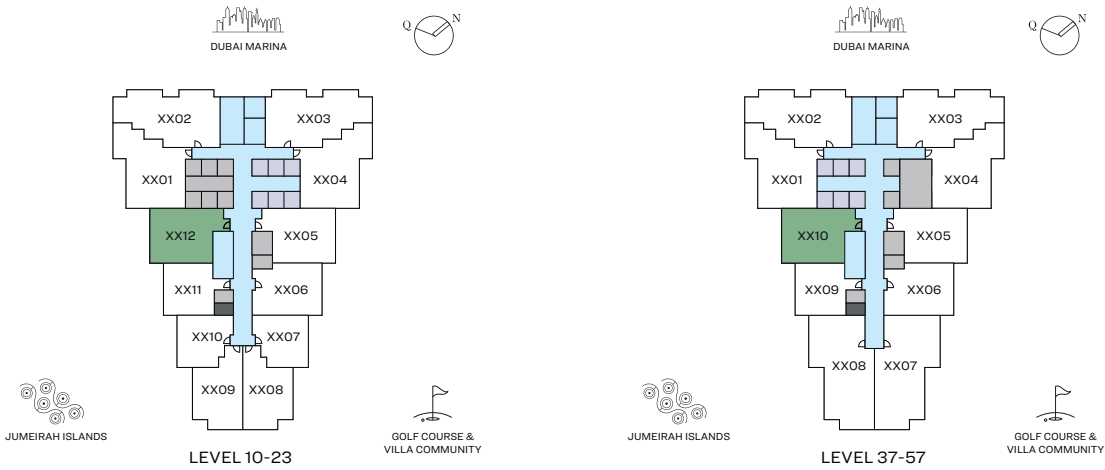 DUBAI MARINA
Q N
XX02 XX03
XX01 XX04
XX12 XX05
XX11 XX06
XX10 XX07
XX09 XX08
JUMEIRAH ISLANDS
GOLF COURSE &
VILLA COMMUNITY
LEVEL 10-23
DUBAI MARINA
Q N
XX02 XX03
XX01 XX04
XX10 XX05
XX09 XX06
XX08 XX07
JUMEIRAH ISLANDS
GOLF COURSE &
VILLA COMMUNITY
LEVEL 37-57